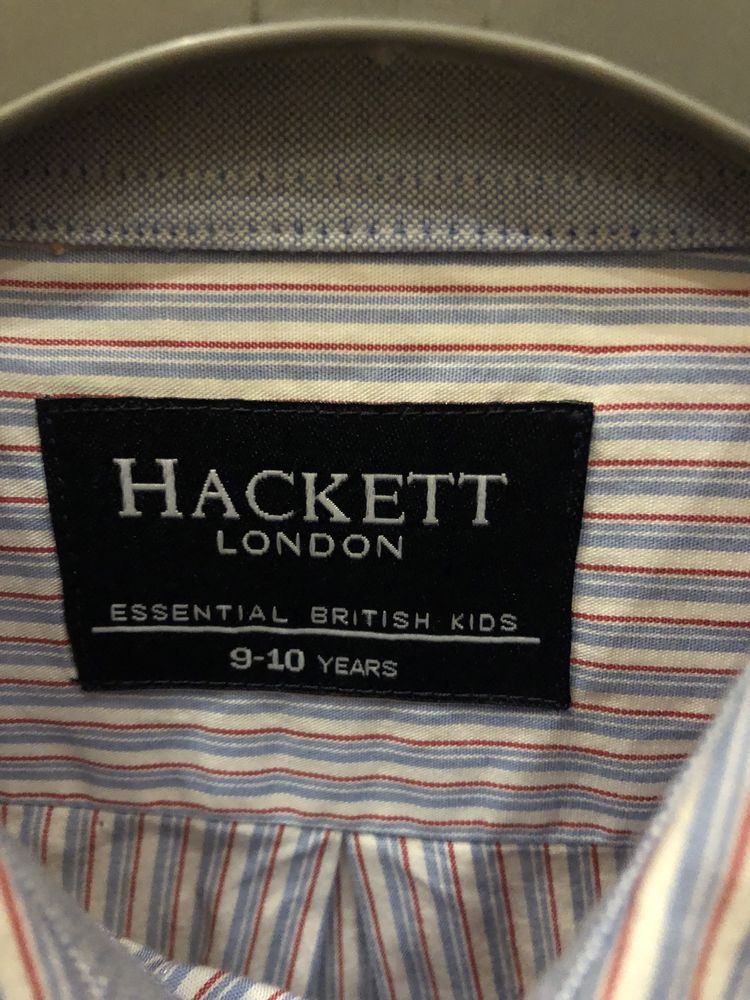 HACKETT
LONDON
ESSENTIAL BRITISH KIDS
9-10 YEARS